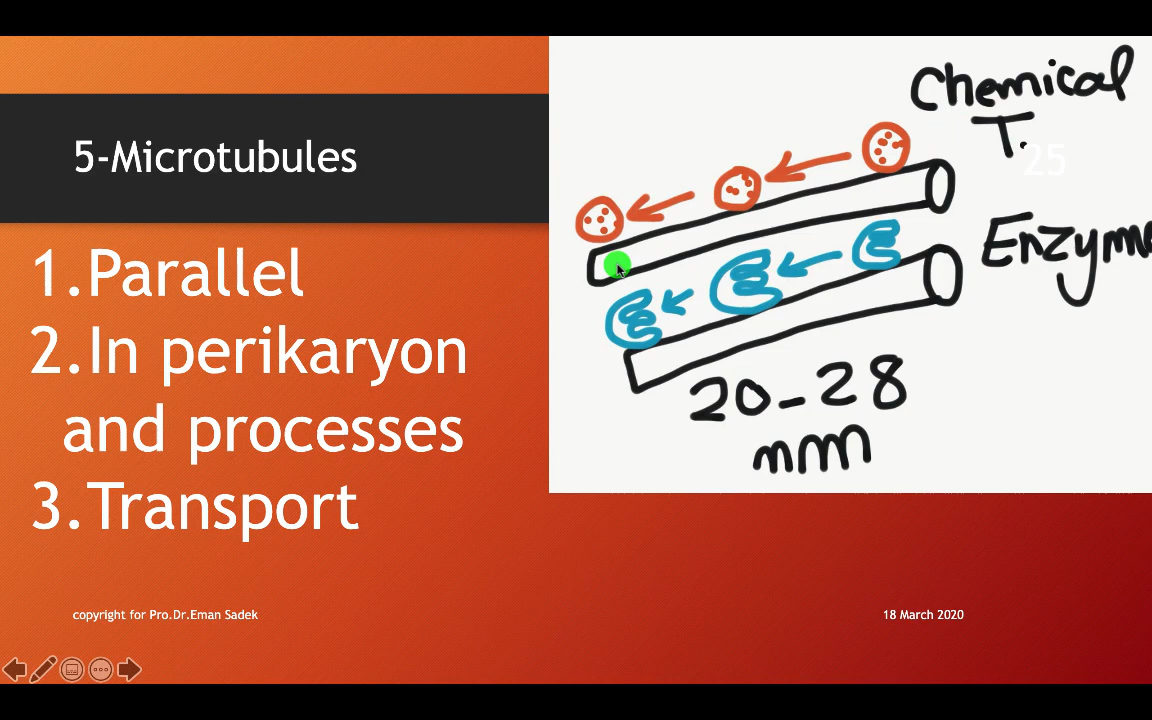 5-Microtubules
1.Parallel
2.In perikaryon
and processes
3.Transport
Chemical
T.
25
Enzyme
20-28
nm
copyright for Pro.Dr.Eman Sadek
18 March 2020